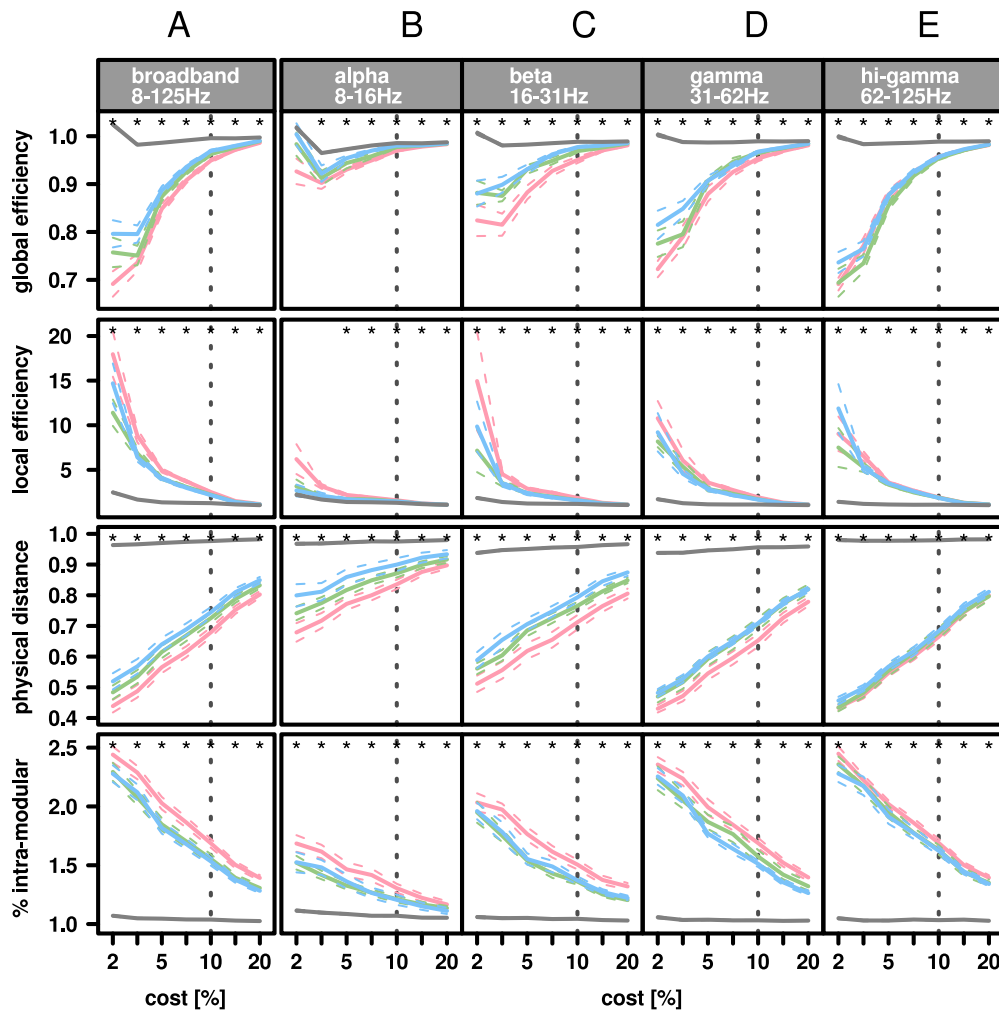 A B C D E
broadband alpha beta gamma hi-gamma
8-125Hz 8-16Hz 16-31Hz 31-62Hz 62-125Hz
* * * * * * * * * * * * * * * * * * * * * * * * * * * * * * * * * * *
global efficiency
1.0
0.9
0.8
0.7
* * * * * * * * * * * * * * * * * * * * * * * * * * * * * * * * *
local efficiency
20
15
10
5
* * * * * * * * * * * * * * * * * * * * * * * * * * * * * * * * * * *
physical distance
1.0
0.9
0.8
0.7
0.6
0.5
0.4
* * * * * * * * * * * * * * * * * * * * * * * * * * * * * * * * * * *
% intra-modular
2.5
2.0
1.5
1.0
2 5 10 20 2 5 10 20 2 5 10 20 2 5 10 20 2 5 10 20
cost [%] cost [%]